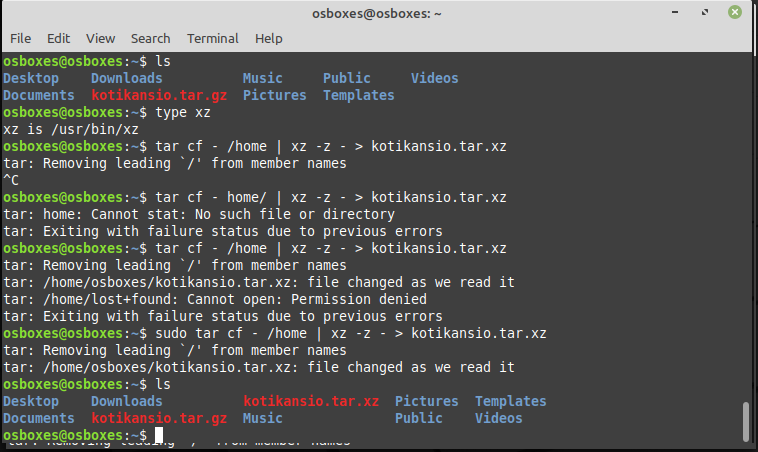 osboxes@osboxes: ~
File Edit View Search Terminal Help
osboxes@osboxes:~$ ls
Desktop    Downloads          Music     Public     Videos
Documents  kotikansio.tar.gz  Pictures  Templates
osboxes@osboxes:~$ type xz
xz is /usr/bin/xz
osboxes@osboxes:~$ tar cf - /home | xz -z - > kotikansio.tar.xz
tar: Removing leading `/' from member names
^C
osboxes@osboxes:~$ tar cf - home/ | xz -z - > kotikansio.tar.xz
tar: home: Cannot stat: No such file or directory
tar: Exiting with failure status due to previous errors
osboxes@osboxes:~$ tar cf - /home | xz -z - > kotikansio.tar.xz
tar: Removing leading `/' from member names
tar: /home/osboxes/kotikansio.tar.xz: file changed as we read it
tar: /home/lost+found: Cannot open: Permission denied
tar: Exiting with failure status due to previous errors
osboxes@osboxes:~$ sudo tar cf - /home | xz -z - > kotikansio.tar.xz
tar: Removing leading `/' from member names
tar: /home/osboxes/kotikansio.tar.xz: file changed as we read it
osboxes@osboxes:~$ ls
Desktop    Downloads          kotikansio.tar.xz  Pictures  Templates
Documents  kotikansio.tar.gz  Music              Public    Videos
osboxes@osboxes:~$
tar: Removing leading `/' from member names